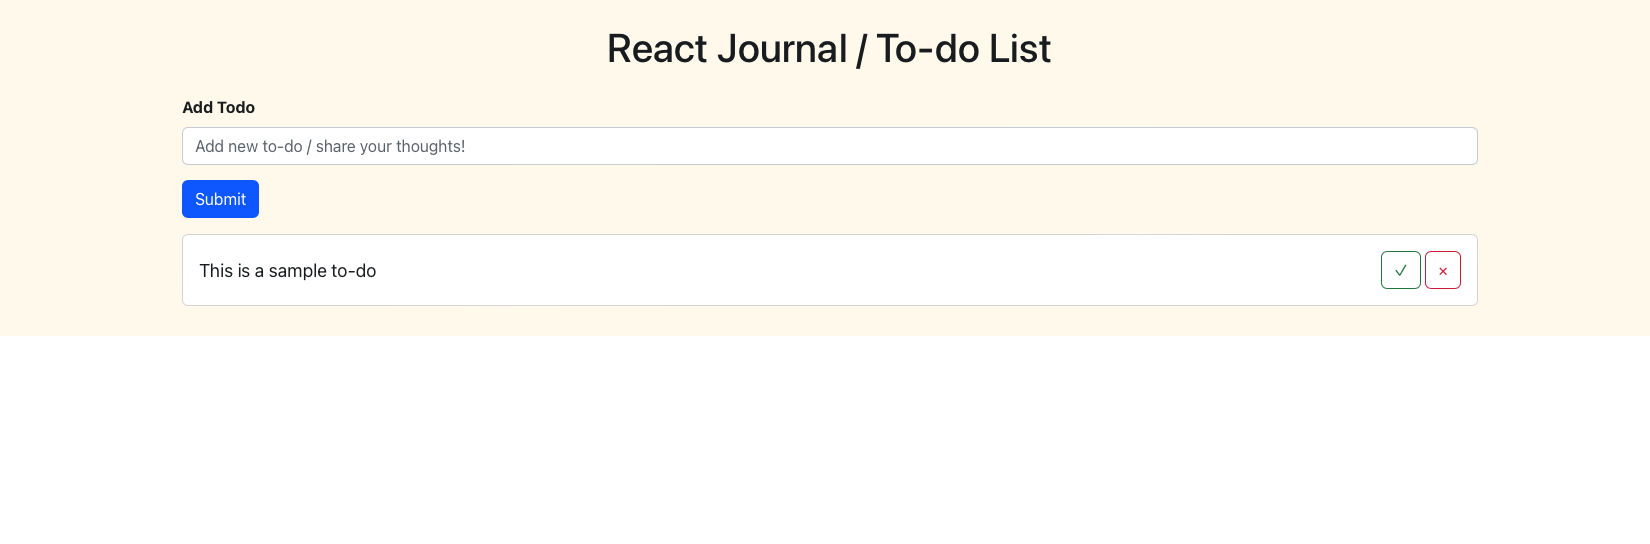 React Journal / To-do List
Add Todo
Add new to-do / share your thoughts!
Submit
This is a sample to-do
✓ ×